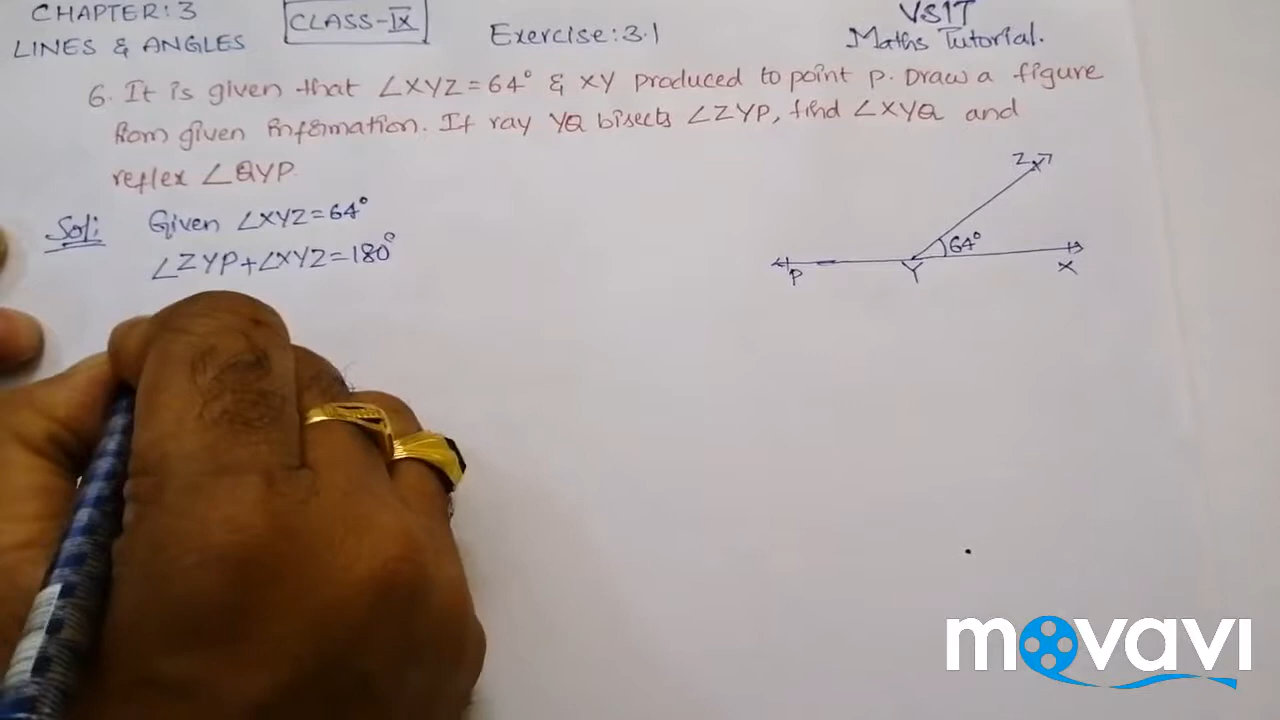 CHAPTER: 3
LINES & ANGLES
CLASS-IX
Exercise: 3.1
VSIT
Maths Tutorial.
6. It is given that ∠XYZ = 64° & XY produced to point P. Draw a figure
from given information. If ray YQ bisects ∠ZYP, find ∠XYQ and
reflex ∠QYP.
Sol: Given ∠XYZ = 64°
∠ZYP + ∠XYZ = 180°
Z
64°
P
Y
X
movavi